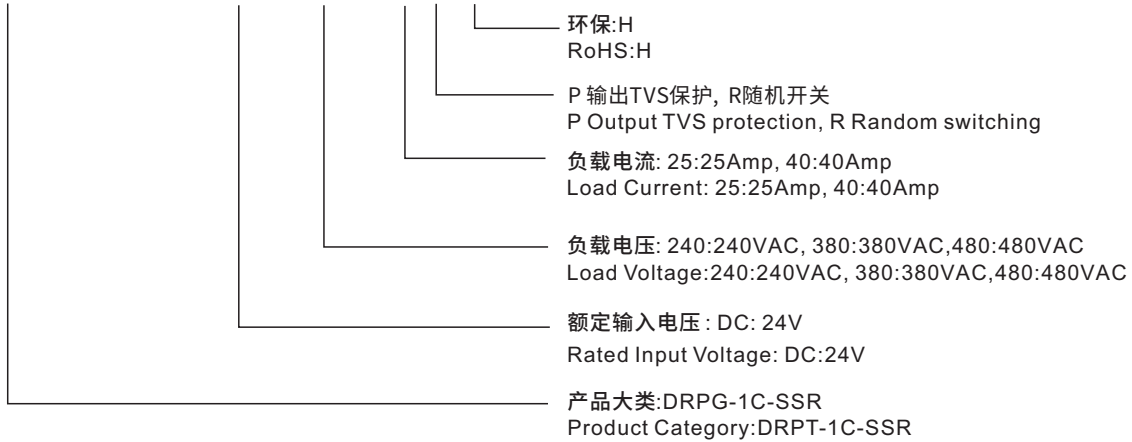 环保:H
RoHS:H
P 输出TVS保护, R随机开关
P Output TVS protection, R Random switching
负载电流: 25:25Amp, 40:40Amp
Load Current: 25:25Amp, 40:40Amp
负载电压: 240:240VAC, 380:380VAC,480:480VAC
Load Voltage:240:240VAC, 380:380VAC,480:480VAC
额定输入电压 : DC: 24V
Rated Input Voltage: DC:24V
产品大类:DRPG-1C-SSR
Product Category:DRPT-1C-SSR